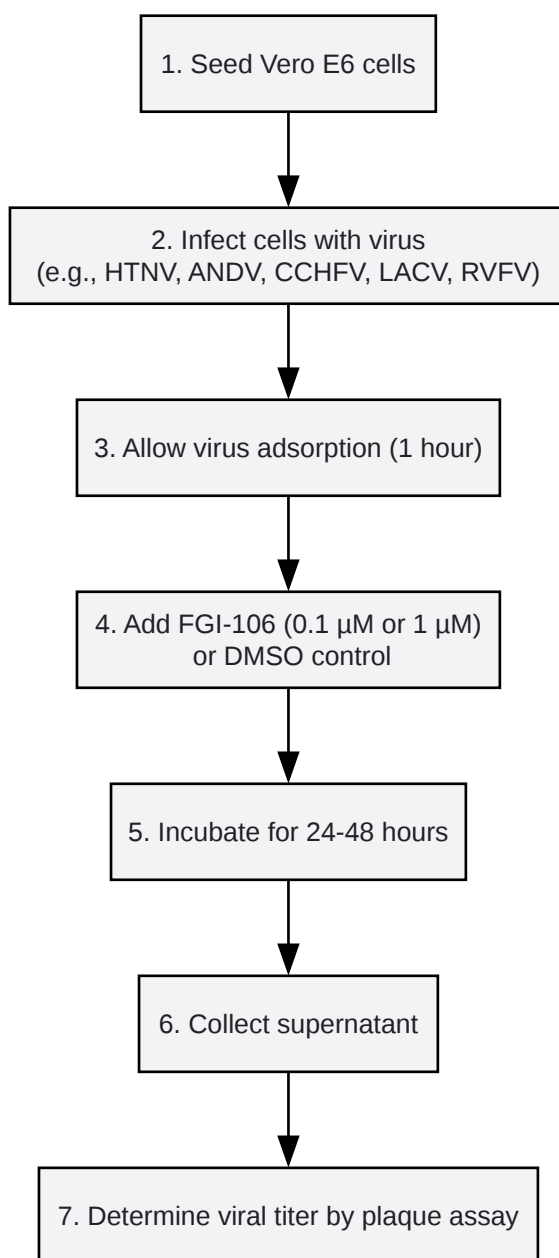 1. Seed Vero E6 cells
2. Infect cells with virus
(e.g., HTNV, ANDV, CCHFV, LACV, RVFV)
3. Allow virus adsorption (1 hour)
4. Add FGI-106 (0.1 µM or 1 µM)
or DMSO control
5. Incubate for 24-48 hours
6. Collect supernatant
7. Determine viral titer by plaque assay